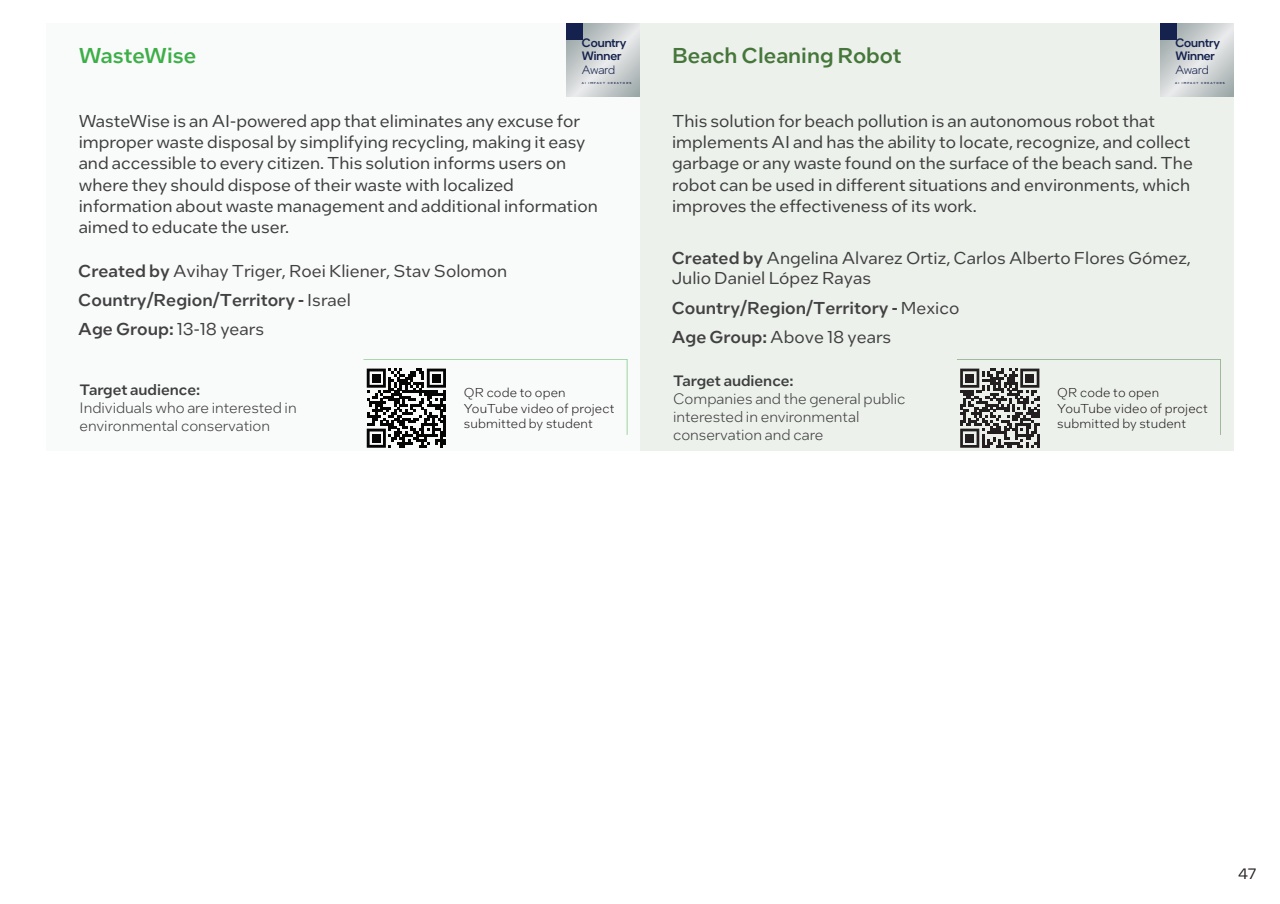 WasteWise
Country
Winner
Award
AI IMPACT CREATORS
WasteWise is an AI-powered app that eliminates any excuse for
improper waste disposal by simplifying recycling, making it easy
and accessible to every citizen. This solution informs users on
where they should dispose of their waste with localized
information about waste management and additional information
aimed to educate the user.
Created by Avihay Triger, Roei Kliener, Stav Solomon
Country/Region/Territory - Israel
Age Group: 13-18 years
Target audience:
Individuals who are interested in
environmental conservation
QR code to open
YouTube video of project
submitted by student
Beach Cleaning Robot
Country
Winner
Award
AI IMPACT CREATORS
This solution for beach pollution is an autonomous robot that
implements AI and has the ability to locate, recognize, and collect
garbage or any waste found on the surface of the beach sand. The
robot can be used in different situations and environments, which
improves the effectiveness of its work.
Created by Angelina Alvarez Ortiz, Carlos Alberto Flores Gómez,
Julio Daniel López Rayas
Country/Region/Territory - Mexico
Age Group: Above 18 years
Target audience:
Companies and the general public
interested in environmental
conservation and care
QR code to open
YouTube video of project
submitted by student
47